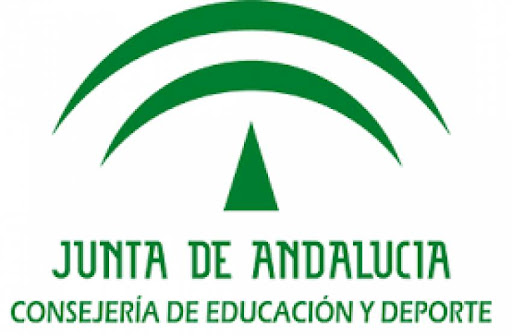 JUNTA DE ANDALUCIA
CONSEJERÍA DE EDUCACIÓN Y DEPORTE